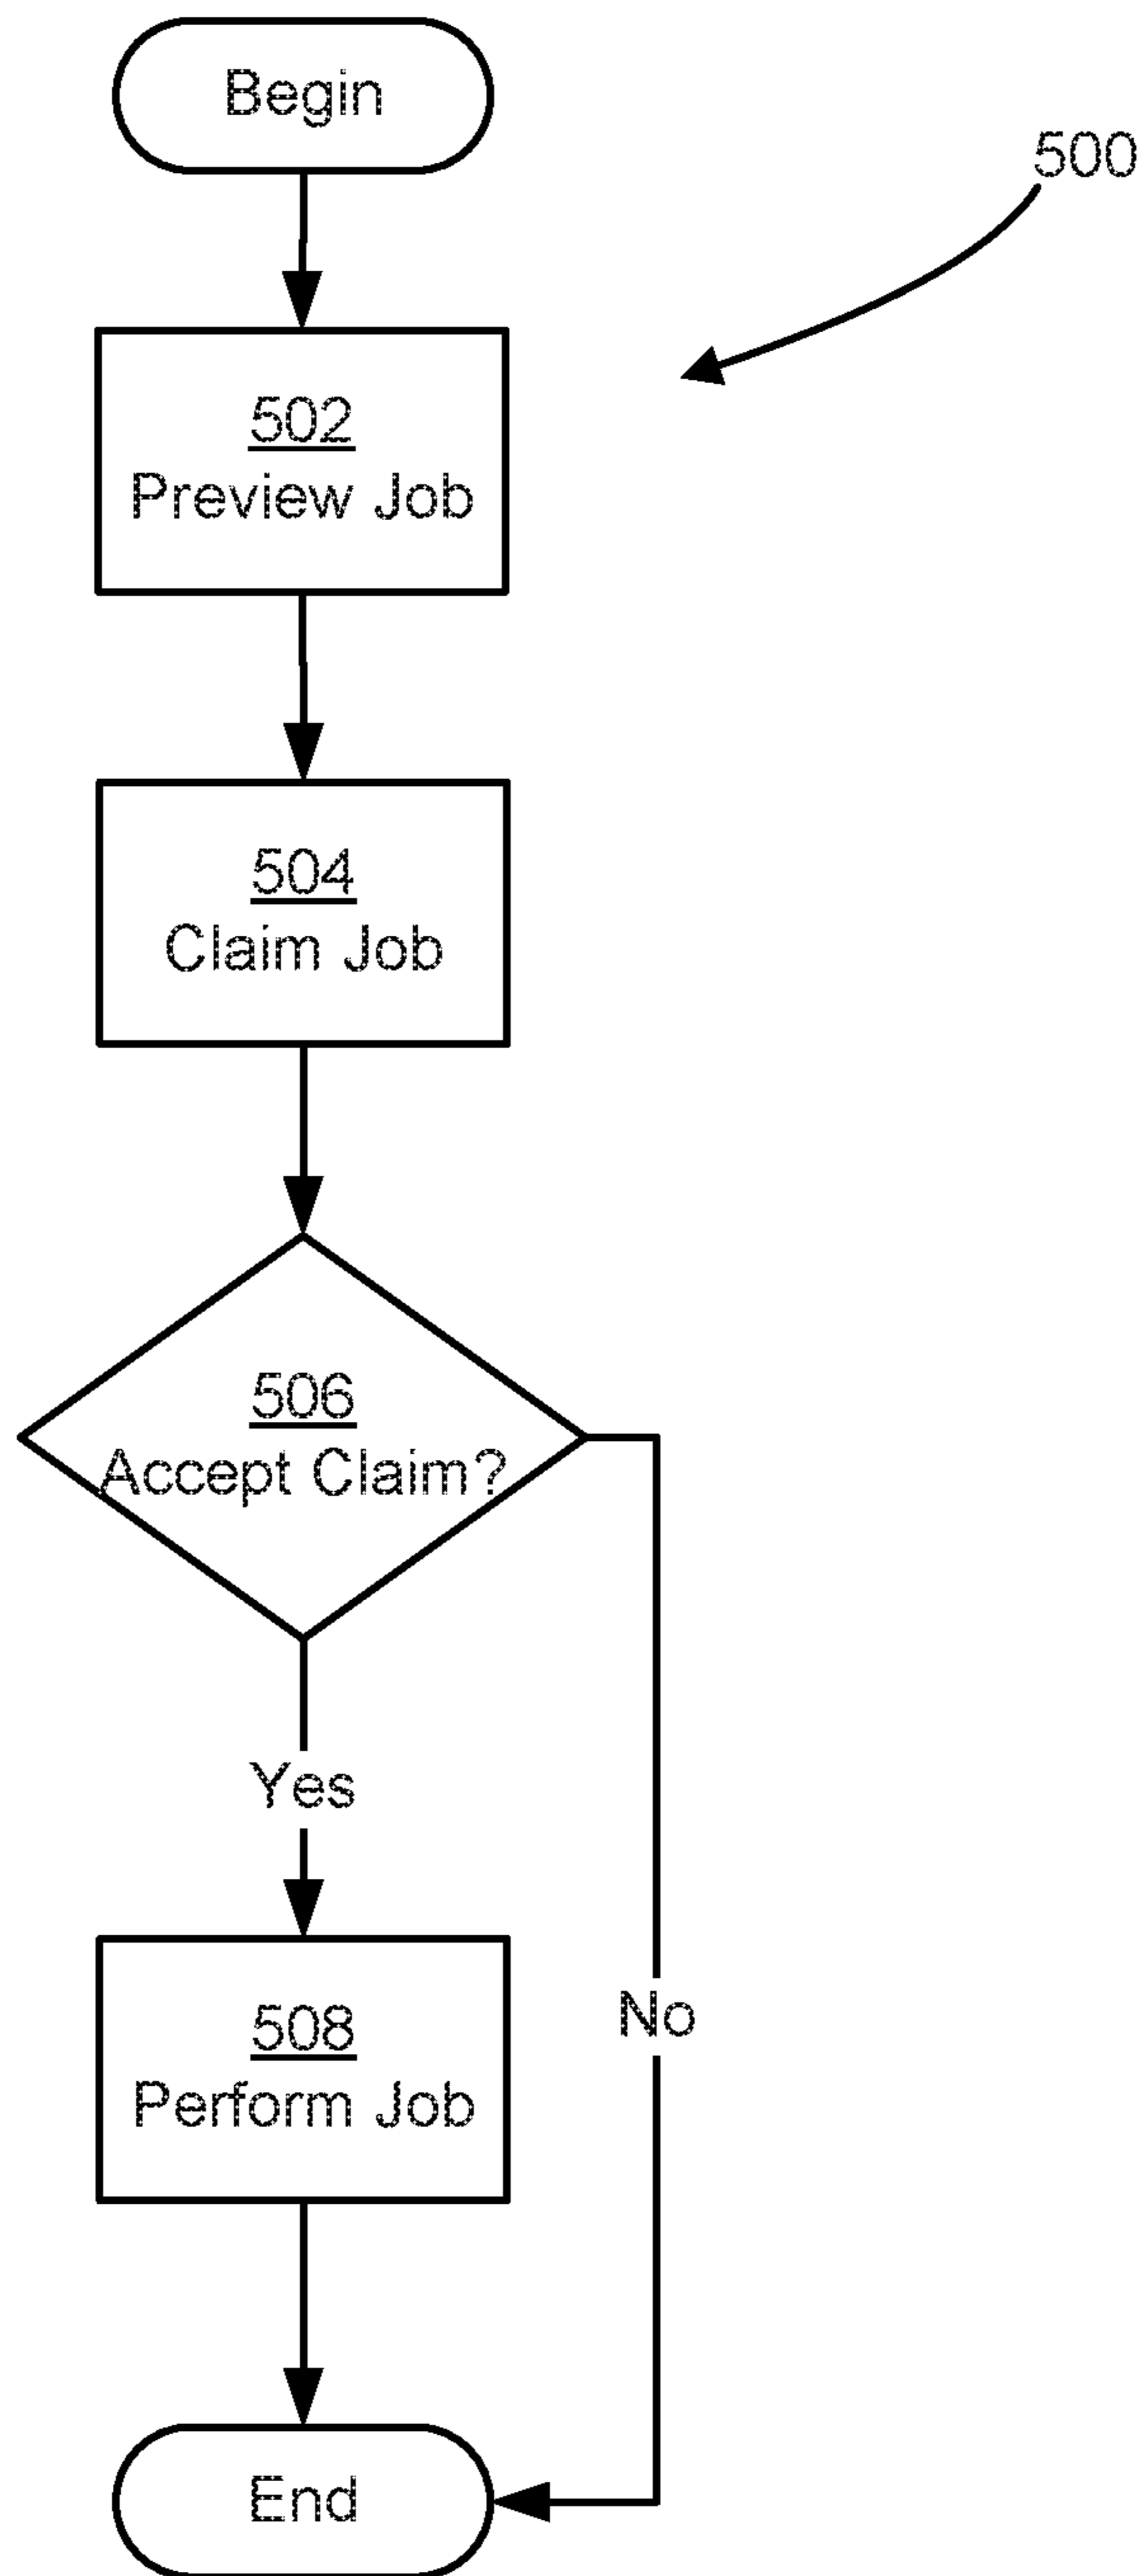 Begin
500
502
Preview Job
504
Claim Job
506
Accept Claim?
Yes
No
508
Perform Job
End